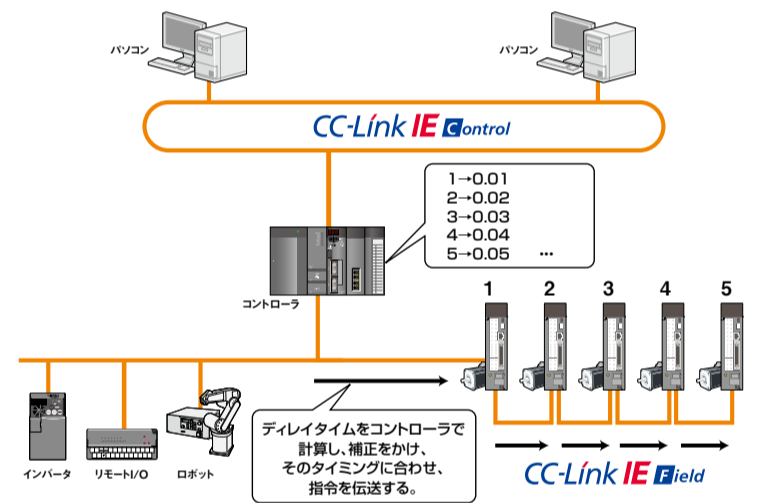 パソコン
パソコン
CC-Link IE Control
1→0.01
2→0.02
3→0.03
4→0.04
5→0.05 …
コントローラ
1 2 3 4 5
ディレイタイムをコントローラで
計算し、補正をかけ、
そのタイミングに合わせ、
指令を伝送する。
インバータ リモートI/O ロボット
CC-Link IE Field